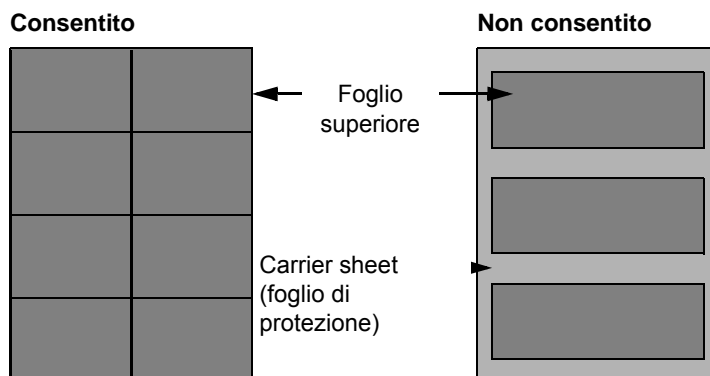 Consentito
Non consentito
Foglio
superiore
Carrier sheet
(foglio di
protezione)